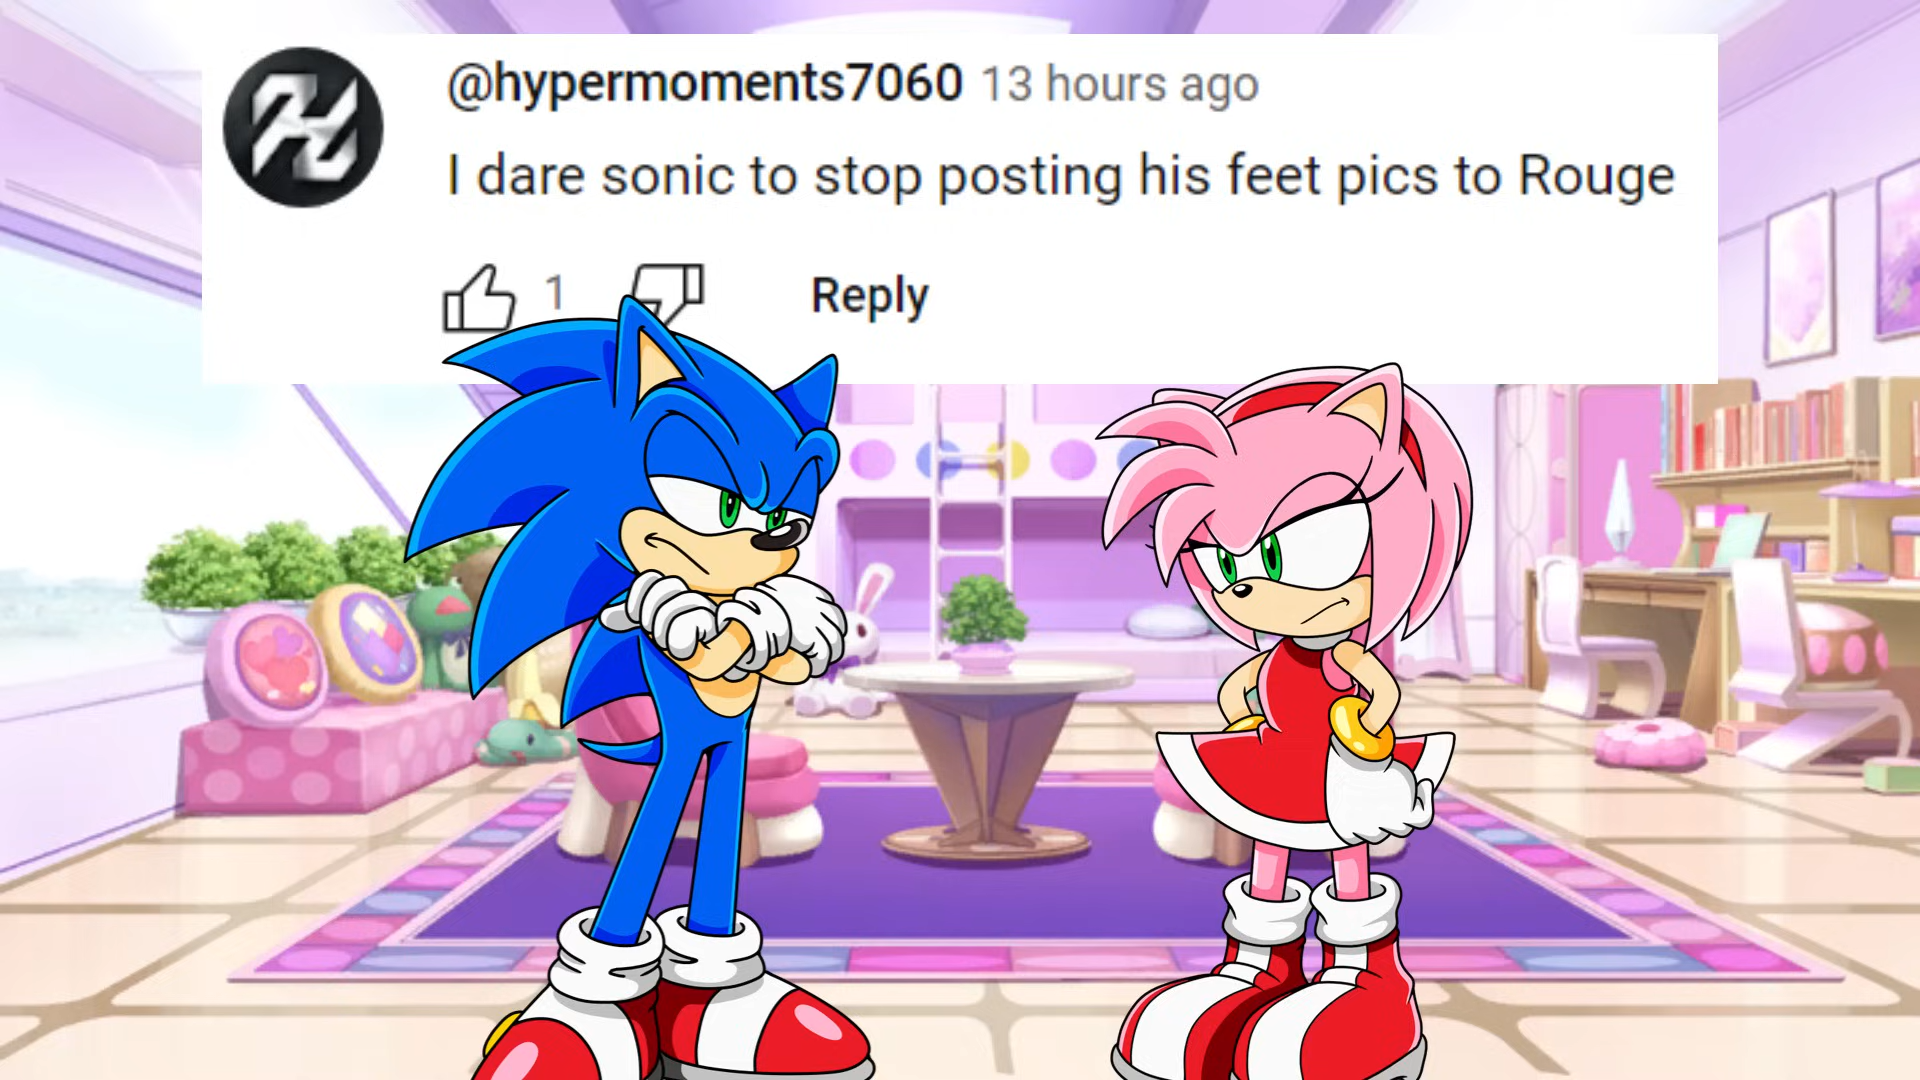 @hypermoments7060 13 hours ago
I dare sonic to stop posting his feet pics to Rouge
1 Reply